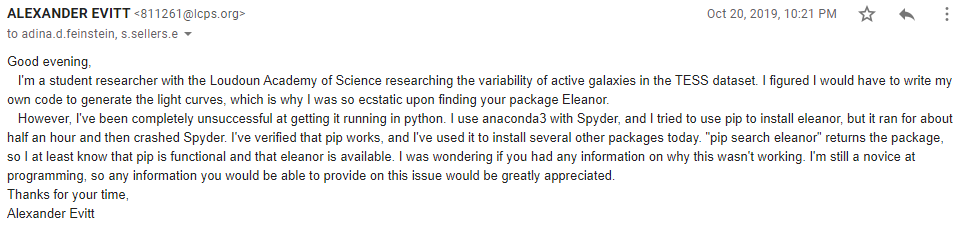 ALEXANDER EVITT <811261@lcps.org> Oct 20, 2019, 10:21 PM
to adina.d.feinstein, s.sellers.e
Good evening,
I'm a student researcher with the Loudoun Academy of Science researching the variability of active galaxies in the TESS dataset. I figured I would have to write my
own code to generate the light curves, which is why I was so ecstatic upon finding your package Eleanor.
However, I've been completely unsuccessful at getting it running in python. I use anaconda3 with Spyder, and I tried to use pip to install eleanor, but it ran for about
half an hour and then crashed Spyder. I've verified that pip works, and I've used it to install several other packages today. "pip search eleanor" returns the package,
so I at least know that pip is functional and that eleanor is available. I was wondering if you had any information on why this wasn't working. I'm still a novice at
programming, so any information you would be able to provide on this issue would be greatly appreciated.
Thanks for your time,
Alexander Evitt